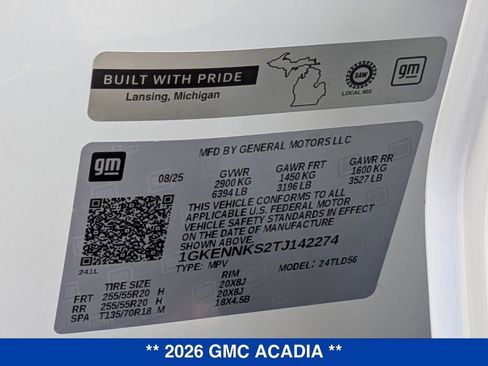 BUILT WITH PRIDE
Lansing, Michigan
UAW
LOCAL 602
gm
gm
MFD BY GENERAL MOTORS LLC
08/25
GVWR GAWR FRT GAWR RR
2900 KG 1450 KG 1600 KG
6394 LB 3196 LB 3527 LB
THIS VEHICLE CONFORMS TO ALL
APPLICABLE U.S. FEDERAL MOTOR
VEHICLE SAFETY STANDARDS IN EFFECT ON
THE DATE OF MANUFACTURE SHOWN ABOVE.
1GKENNKS2TJ142274
TYPE: MPV MODEL: 24TLD56
241L
TIRE SIZE RIM
FRT 255/55R20 H 20X8J
RR 255/55R20 H 20X8J
SPA T135/70R18 M 18X4.5B
** 2026 GMC ACADIA **